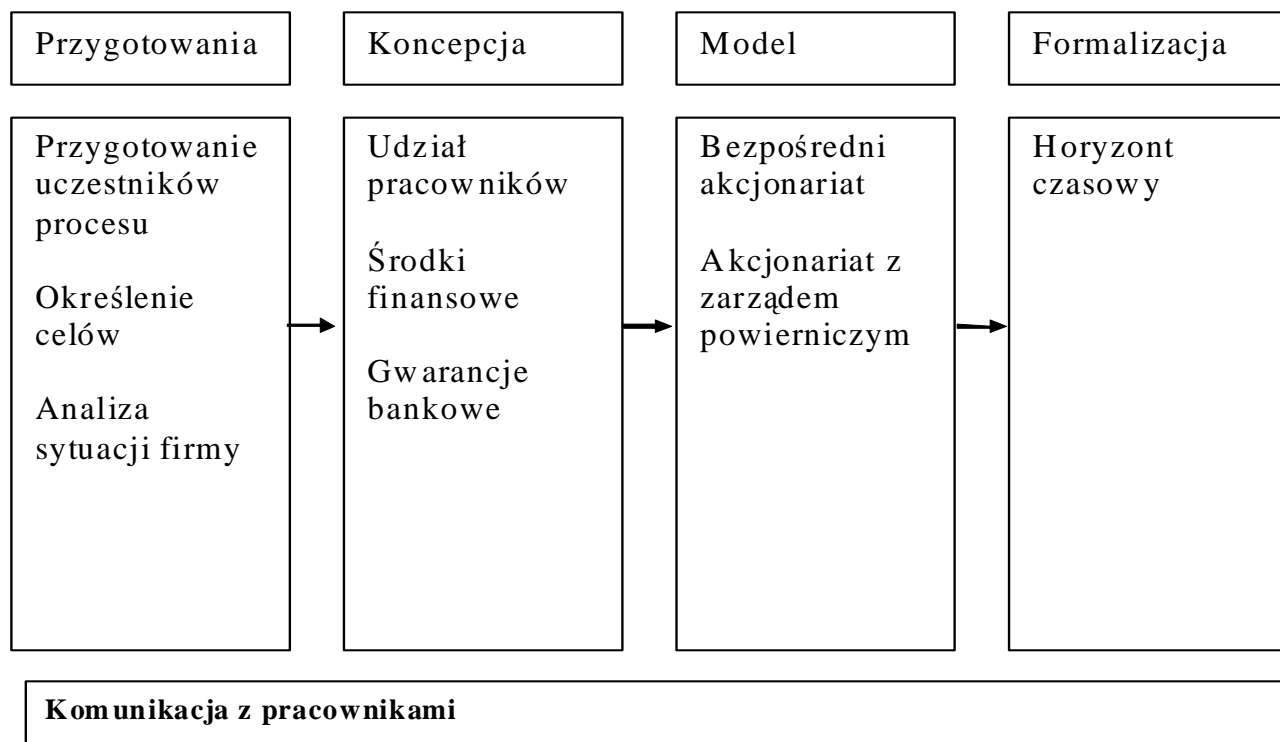 Przygotowania
Koncepcja
Model
Formalizacja
Przygotowanie
uczestników
procesu
Określenie
celów
Analiza
sytuacji firmy
Udział
pracowników
Środki
finansowe
Gwarancje
bankowe
Bezpośredni
akcjonariat
Akcjonariat z
zarządem
powierniczym
Horyzont
czasowy
Komunikacja z pracownikami